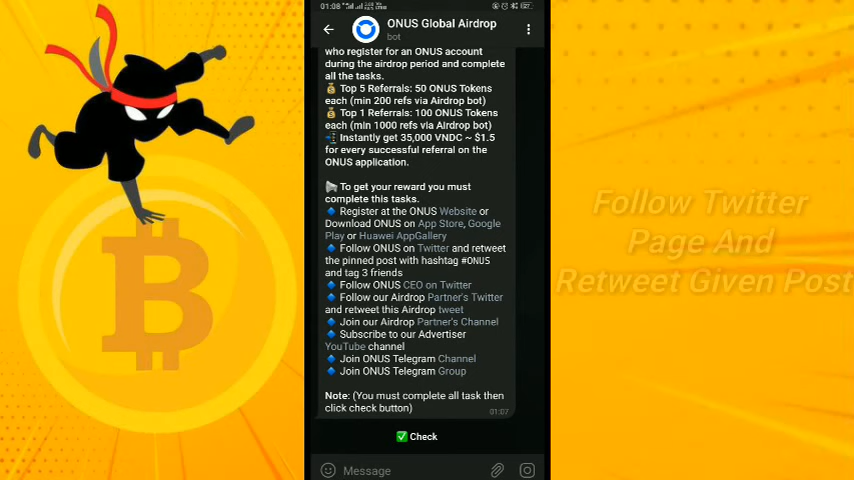 01:08
ONUS Global Airdrop
bot
who register for an ONUS account
during the airdrop period and complete
all the tasks.
💰 Top 5 Referrals: 50 ONUS Tokens
each (min 200 refs via Airdrop bot)
💰 Top 1 Referrals: 100 ONUS Tokens
each (min 1000 refs via Airdrop bot)
📲 Instantly get 35,000 VNDC ~ $1.5
for every successful referral on the
ONUS application.
📢 To get your reward you must
complete this tasks.
🔹 Register at the ONUS Website or
Download ONUS on App Store, Google
Play or Huawei AppGallery
🔹 Follow ONUS on Twitter and retweet
the pinned post with hashtag #ONUS
and tag 3 friends
🔹 Follow ONUS CEO on Twitter
🔹 Follow our Airdrop Partner's Twitter
and retweet this Airdrop tweet
🔹 Join our Airdrop Partner's Channel
🔹 Subscribe to our Advertiser
YouTube channel
🔹 Join ONUS Telegram Channel
🔹 Join ONUS Telegram Group
Note: (You must complete all task then
click check button)
01:07
✅ Check
Message
Follow Twitter
Page And
Retweet Given Post